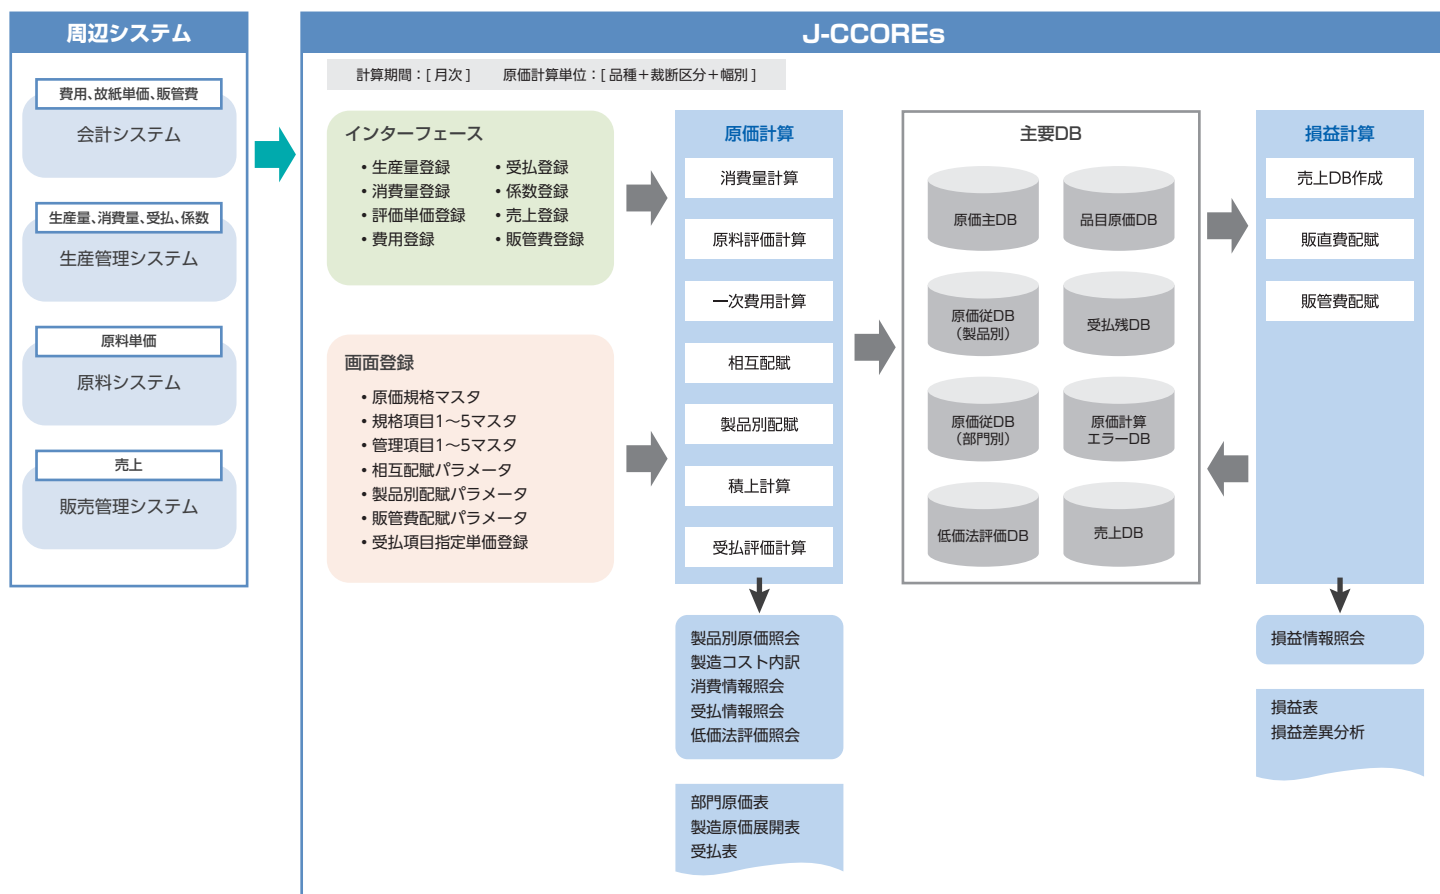 周辺システム
費用、故紙単価、販管費
会計システム
生産量、消費量、受払、係数
生産管理システム
原料単価
原料システム
売上
販売管理システム
J-CCOREs
計算期間：[ 月次 ]　原価計算単位：[ 品種＋裁断区分＋幅別 ]
インターフェース
・生産量登録
・消費量登録
・評価単価登録
・費用登録
・受払登録
・係数登録
・売上登録
・販管費登録
画面登録
・原価規格マスタ
・規格項目1～5マスタ
・管理項目1～5マスタ
・相互配賦パラメータ
・製品別配賦パラメータ
・販管費配賦パラメータ
・受払項目指定単価登録
原価計算
消費量計算
原料評価計算
一次費用計算
相互配賦
製品別配賦
積上計算
受払評価計算
製品別原価照会
製造コスト内訳
消費情報照会
受払情報照会
低価法評価照会
部門原価表
製造原価展開表
受払表
主要DB
原価主DB
品目原価DB
原価従DB
（製品別）
受払残DB
原価従DB
（部門別）
原価計算
エラーDB
低価法評価DB
売上DB
損益計算
売上DB作成
販直費配賦
販管費配賦
損益情報照会
損益表
損益差異分析